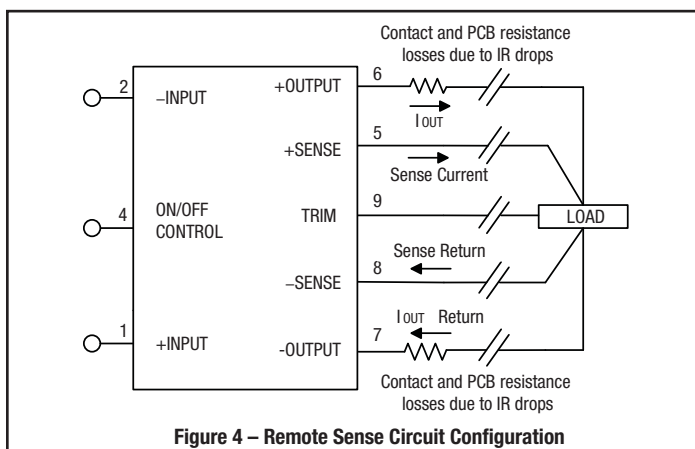 Contact and PCB resistance
losses due to IR drops
6
+OUTPUT
2
–INPUT
IOUT
5
+SENSE
Sense Current
4
ON/OFF
CONTROL
9
TRIM
LOAD
Sense Return
8
–SENSE
IOUT Return
7
1
+INPUT
-OUTPUT
Contact and PCB resistance
losses due to IR drops
Figure 4 – Remote Sense Circuit Configuration